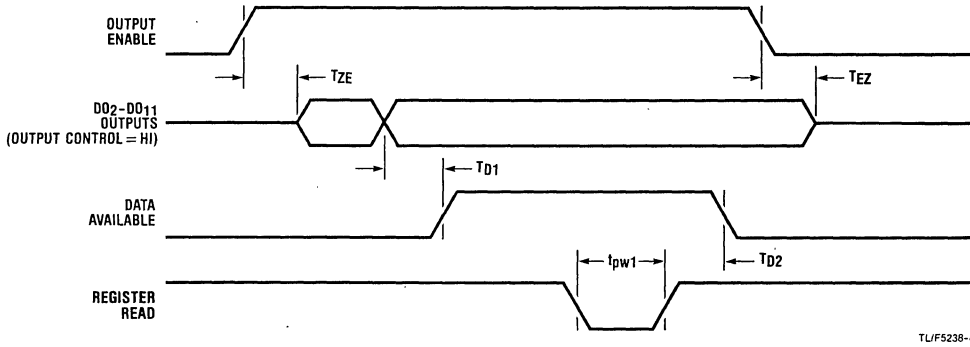 OUTPUT
ENABLE
TZE
TEZ
DO2-DO11
OUTPUTS
(OUTPUT CONTROL = HI)
TD1
DATA
AVAILABLE
tpw1
TD2
REGISTER
READ
TL/F5238-